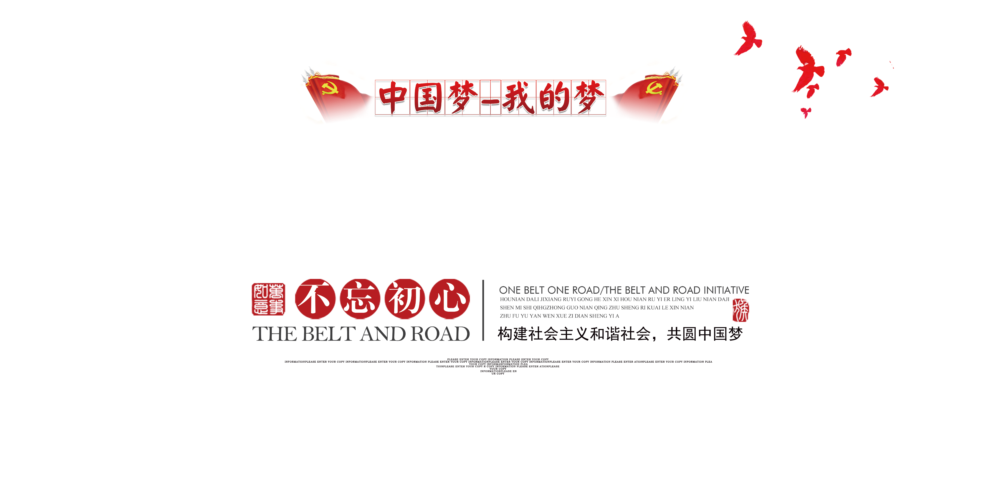 中国梦-我的梦
萬事如意
不忘初心
THE BELT AND ROAD
ONE BELT ONE ROAD/THE BELT AND ROAD INITIATIVE
HOUNIAN DALI JIXIANG RUYI GONG HE XIN XI HOU NIAN RU YI ER LING YI LIU NIAN DAJI
SHEN MI SHI QIHGZHONG GUO NIAN QING ZHU SHENG RI KUAI LE XIN NIAN
ZHU FU YU YAN WEN XUE ZI DIAN SHENG YI A
猴
构建社会主义和谐社会，共圆中国梦
PLEASE ENTER YOUR COPY INFORMATION PLEASE ENTER YOUR COPY
INFORMATIONPLEASE ENTER YOUR COPY INFORMATIONPLEASE ENTER YOUR COPY INFORMATION PLEASE ENTER YOUR COPY INFORMATIONPLEASE ENTER YOUR COPY INFORMATIONPLEASE ENTER YOUR COPY INFORMATION PLEASE ENTER ATIONPLEASE ENTER YOUR COPY INFORMATION PLEA
YOUR COPY INFORMANFORMATION PLEA
TIONPLEASE ENTER YOUR COPY R COPY INFORMATION PLEASE ENTER ATIONPLEASE
YOUR COPY
INFORMATIONPLEASE EN
UR COPY